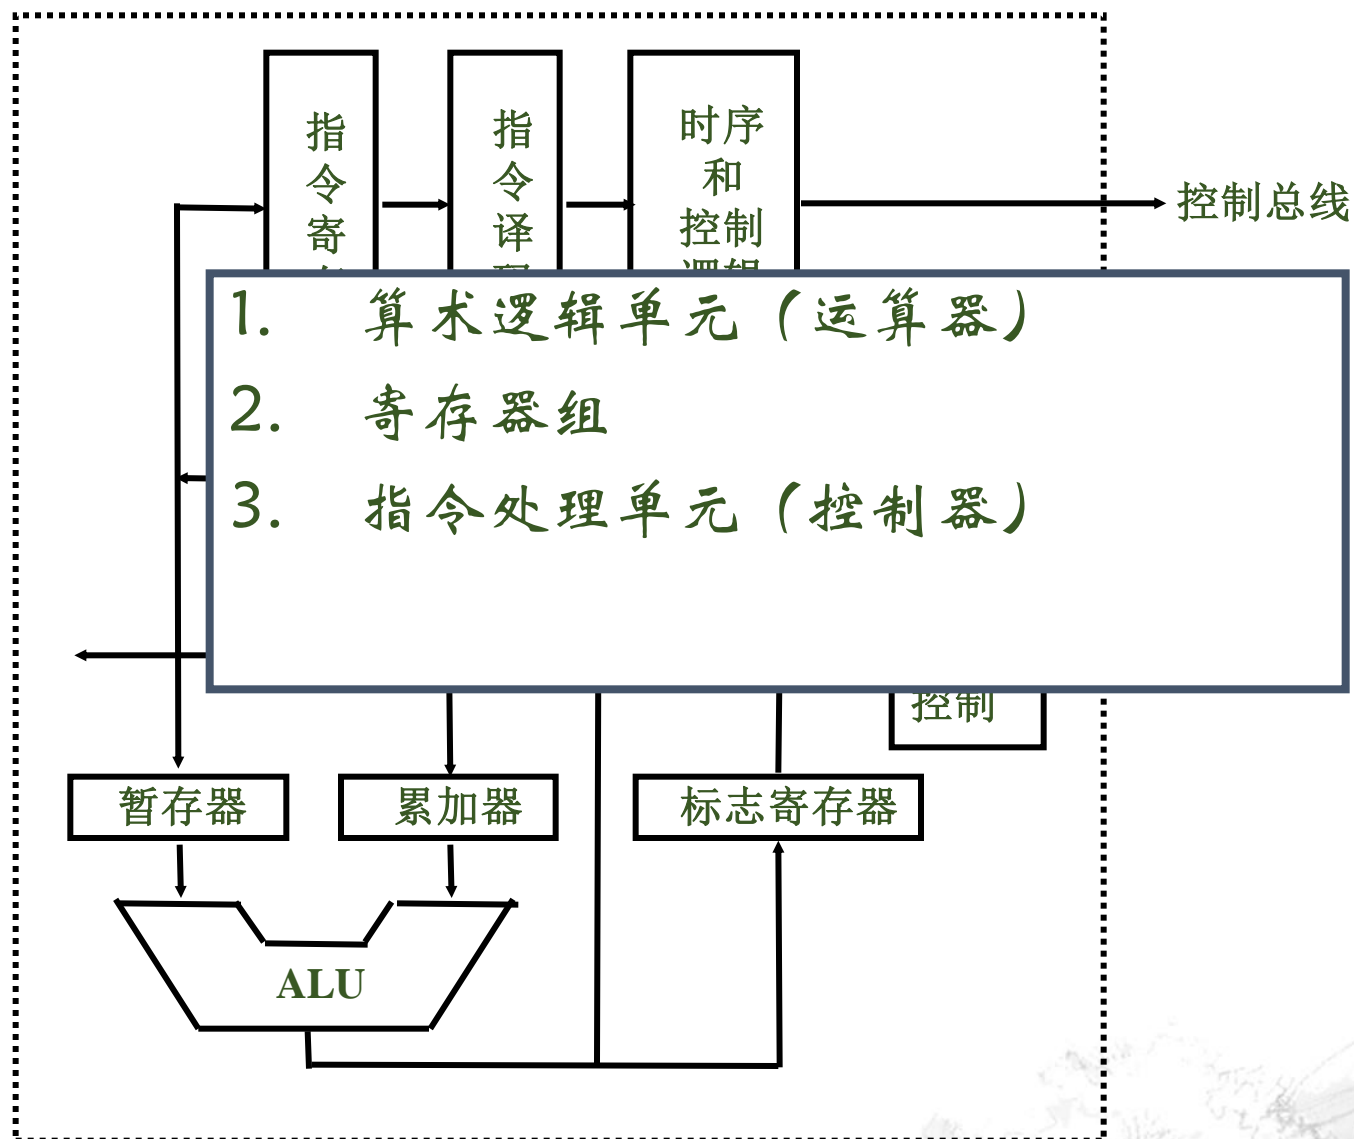 指令寄
指令译
时序
和
控制
逻辑
控制总线
1. 算术逻辑单元（运算器）
2. 寄存器组
3. 指令处理单元（控制器）
控制
暂存器
累加器
标志寄存器
ALU